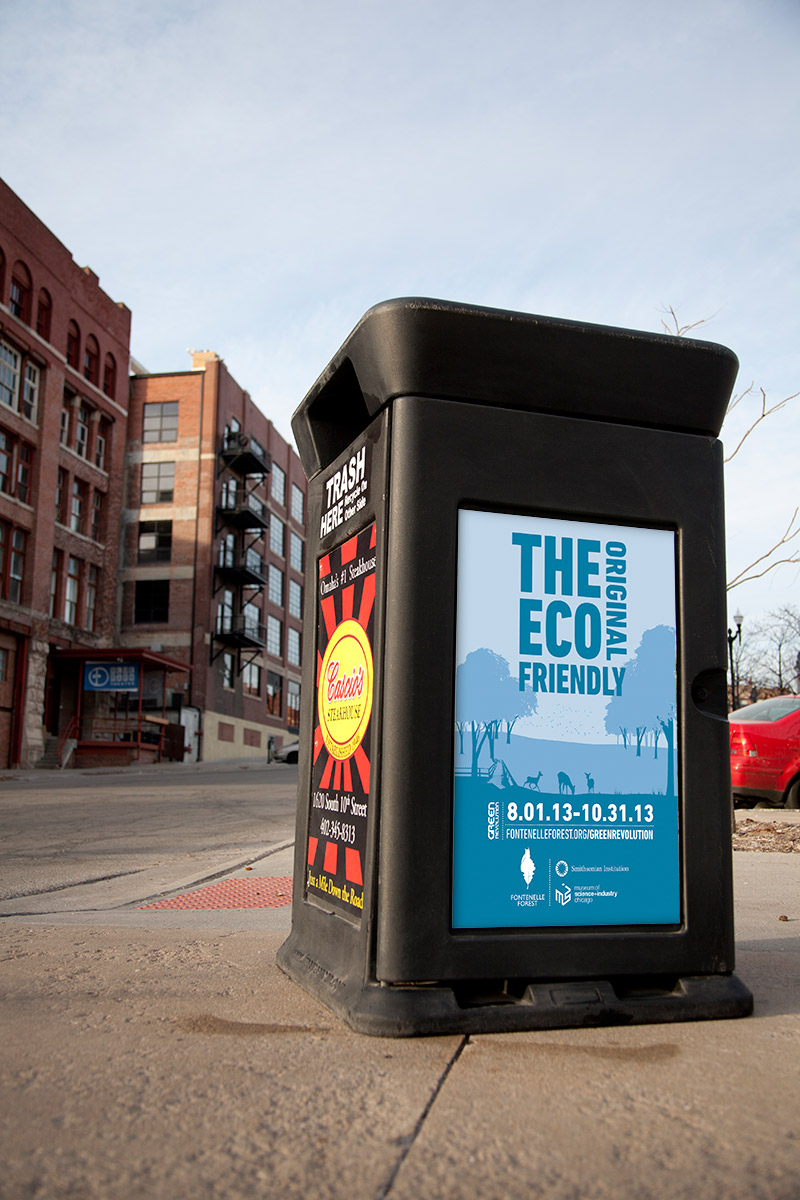 TRASH
HERE
Recycle On
Other Side
Omaha's #1 Steakhouse
Cascio's
STEAKHOUSE
1620 South 10th Street
402-345-8313
Just a Mile Down the Road
THE
ORIGINAL
ECO
FRIENDLY
GREEN
REVOLUTION
8.01.13-10.31.13
FONTENELLEFOREST.ORG/GREENREVOLUTION
FONTENELLE
FOREST
Smithsonian Institution
museum of
science+industry
chicago